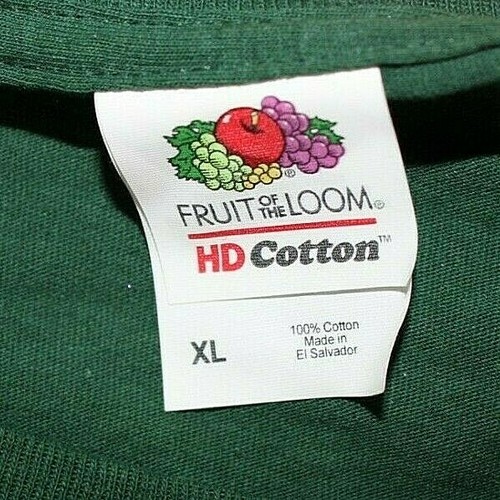 FRUIT OF THE LOOM®
HD Cotton™
XL
100% Cotton
Made in
El Salvador